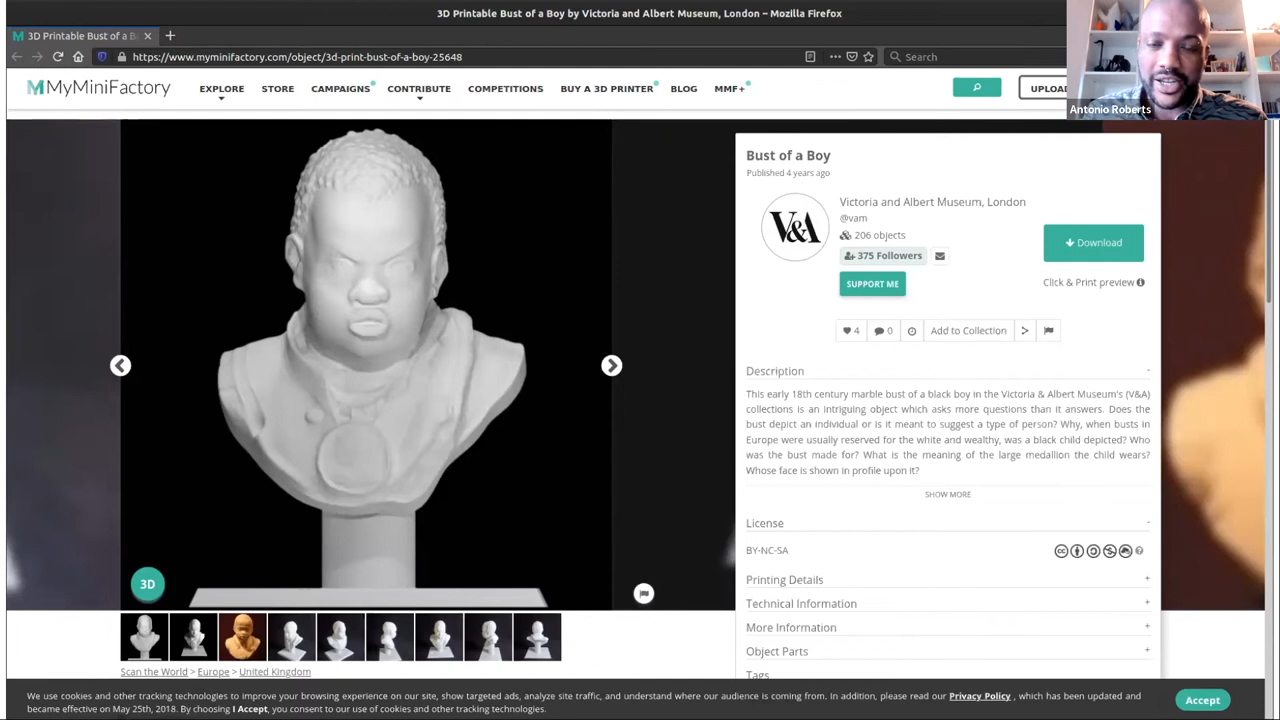 3D Printable Bust of a Boy by Victoria and Albert Museum, London – Mozilla Firefox
3D Printable Bust of a B
https://www.myminifactory.com/object/3d-print-bust-of-a-boy-25648
Search
Antonio Roberts
MyMiniFactory
EXPLORE STORE CAMPAIGNS CONTRIBUTE COMPETITIONS BUY A 3D PRINTER BLOG MMF+
UPLOA
3D
Bust of a Boy
Published 4 years ago
V&A
Victoria and Albert Museum, London
@vam
206 objects
375 Followers
SUPPORT ME
Download
Click & Print preview
4 0 Add to Collection
Description -
This early 18th century marble bust of a black boy in the Victoria & Albert Museum's (V&A)
collections is an intriguing object which asks more questions than it answers. Does the
bust depict an individual or is it meant to suggest a type of person? Why, when busts in
Europe were usually reserved for the white and wealthy, was a black child depicted? Who
was the bust made for? What is the meaning of the large medallion the child wears?
Whose face is shown in profile upon it?
SHOW MORE
License -
BY-NC-SA
Printing Details +
Technical Information +
More Information +
Object Parts +
Tags
Scan the World > Europe > United Kingdom
We use cookies and other tracking technologies to improve your browsing experience on our site, show targeted ads, analyze site traffic, and understand where our audience is coming from. In addition, please read our Privacy Policy , which has been updated and
became effective on May 25th, 2018. By choosing I Accept, you consent to our use of cookies and other tracking technologies.
Accept